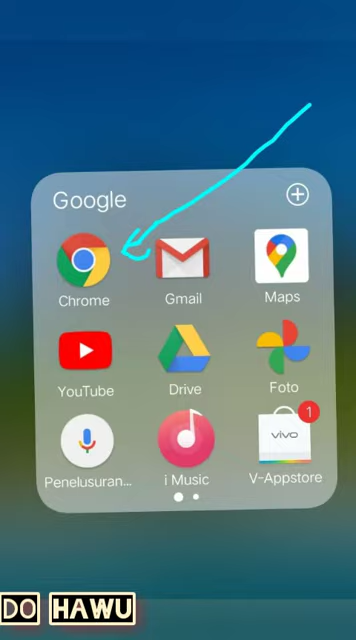 Google
Chrome
Gmail
Maps
YouTube
Drive
Foto
1
vivo
Penelusuran...
i Music
V-Appstore
DO HAWU